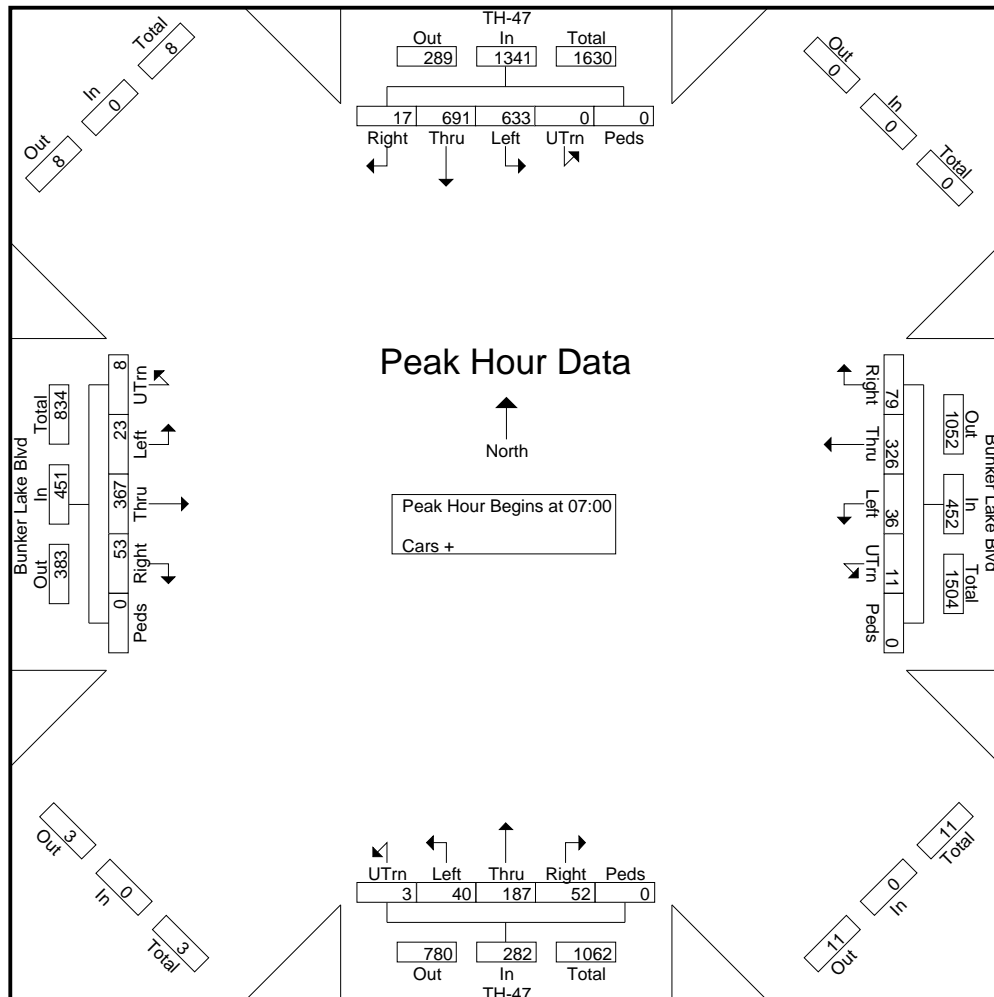 TH-47
Out In Total
289 1341 1630
17 691 633 0 0
Right Thru Left UTrn Peds
Total
8
In
0
Out
8
Out
0
In
0
Total
0
Bunker Lake Blvd
Total
834
In
451
Out
383
8 23 367 53 0
UTrn Left Thru Right Peds
Peak Hour Data
North
Peak Hour Begins at 07:00
Cars +
Right Thru Left UTrn Peds
79 326 36 11 0
Out
1052
In
452
Total
1504
Bunker Lake Blvd
3
Out
0
In
3
Total
UTrn Left Thru Right Peds
3 40 187 52 0
780 282 1062
Out In Total
TH-47
11
Total
0
In
11
Out